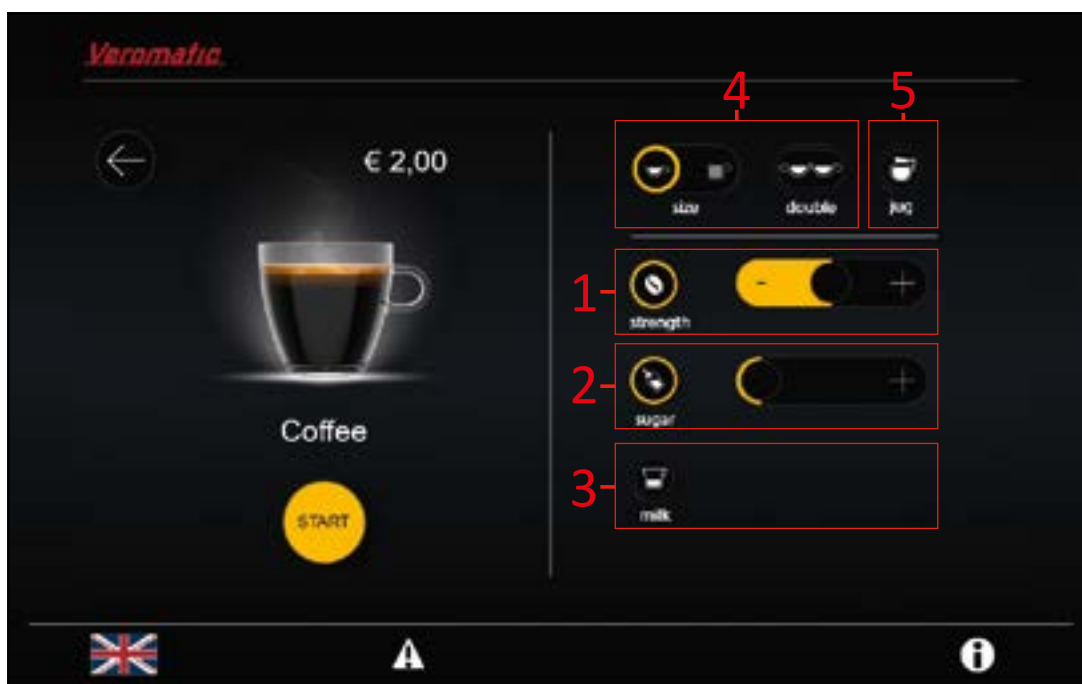 Veromatic
4
5
€ 2,00
size
double
jug
1
-
+
strength
2
+
sugar
Coffee
3
milk
START
i